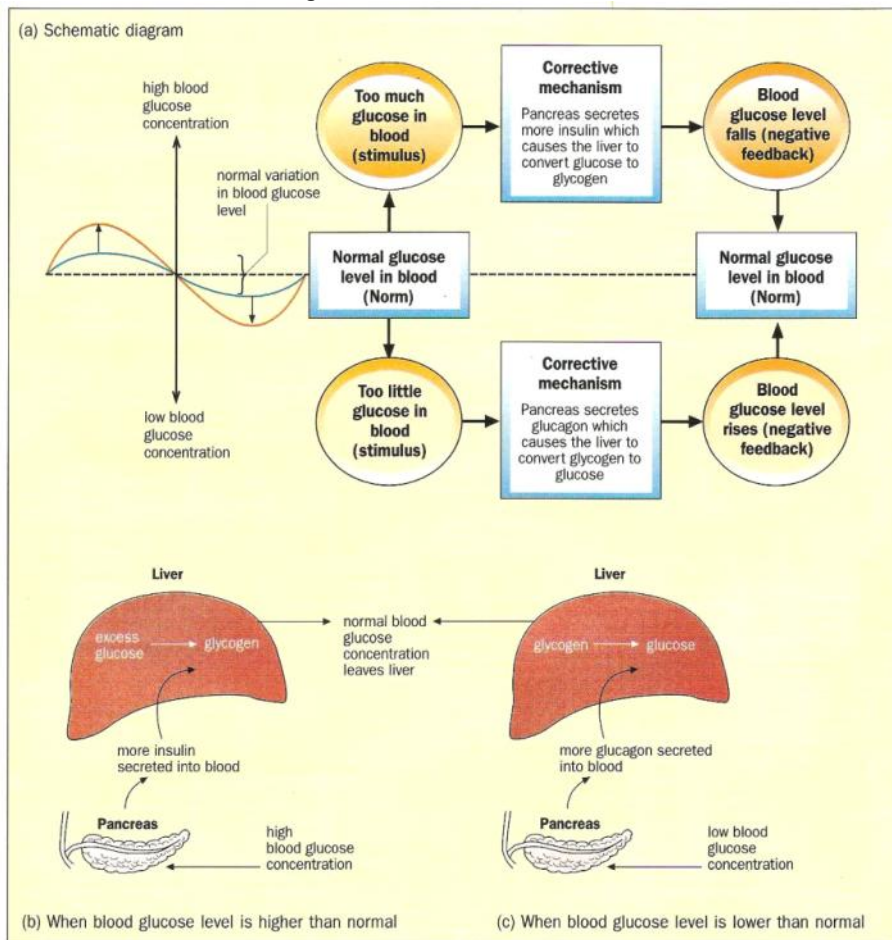 (a) Schematic diagram
high blood
glucose
concentration
normal variation
in blood glucose
level
low blood
glucose
concentration
Too much
glucose in
blood
(stimulus)
Corrective
mechanism
Pancreas secretes
more insulin which
causes the liver to
convert glucose to
glycogen
Blood
glucose level
falls (negative
feedback)
Normal glucose
level in blood
(Norm)
Normal glucose
level in blood
(Norm)
Too little
glucose in
blood
(stimulus)
Corrective
mechanism
Pancreas secretes
glucagon which
causes the liver to
convert glycogen to
glucose
Blood
glucose level
rises (negative
feedback)
Liver
excess
glucose
glycogen
normal blood
glucose
concentration
leaves liver
more insulin
secreted into blood
Pancreas
high
blood glucose
concentration
(b) When blood glucose level is higher than normal
Liver
glycogen
glucose
more glucagon secreted
into blood
Pancreas
low blood
glucose
concentration
(c) When blood glucose level is lower than normal